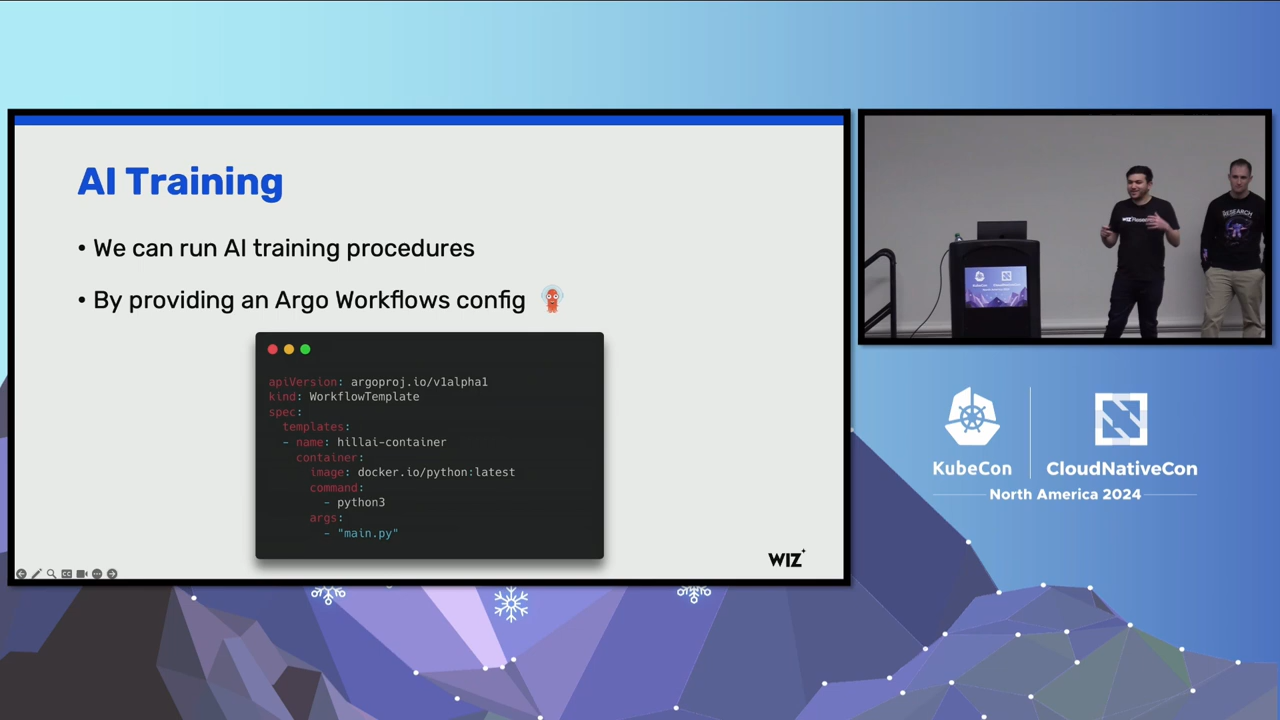 AI Training
• We can run AI training procedures
• By providing an Argo Workflows config
apiVersion: argoproj.io/v1alpha1
kind: WorkflowTemplate
spec:
  templates:
  - name: hillai-container
    container:
      image: docker.io/python:latest
      command:
        - python3
      args:
        - "main.py"
WIZ
WIZ
RESEARCH
KubeCon
CloudNativeCon
North America 2024